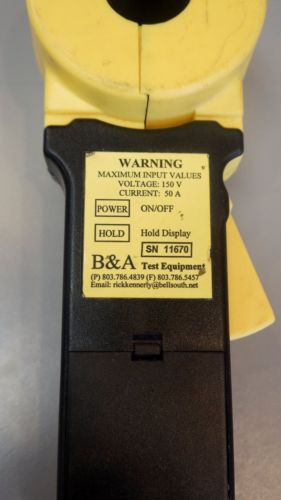 WARNING
MAXIMUM INPUT VALUES
VOLTAGE: 150 V
CURRENT: 50 A
POWER ON/OFF
HOLD Hold Display
SN 11670
B&A Test Equipment
(P) 803.786.4839 (F) 803.786.5457
Email: rickkennerly@bellsouth.net